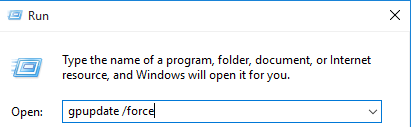 Run
Type the name of a program, folder, document, or Internet
resource, and Windows will open it for you.
Open: gpupdate /force